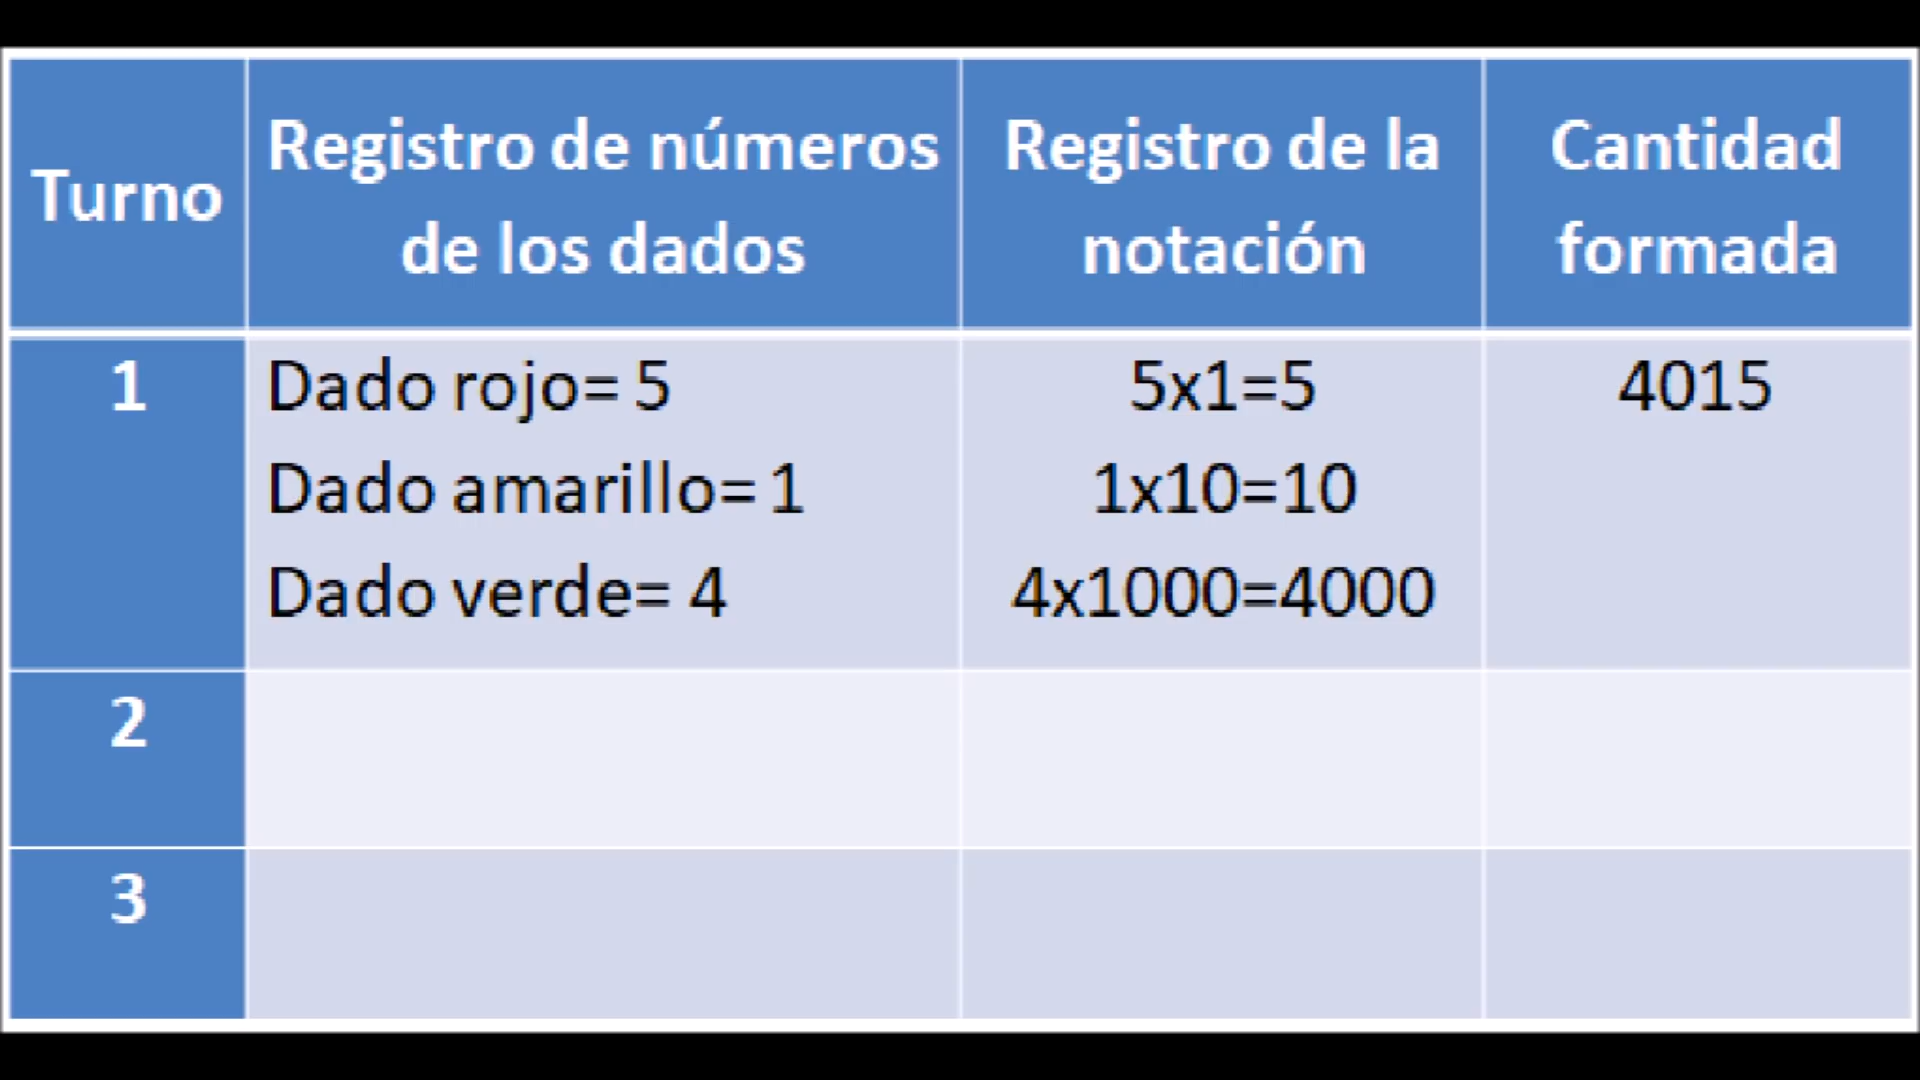 Turno
Registro de números
de los dados
Registro de la
notación
Cantidad
formada
1
Dado rojo= 5
Dado amarillo= 1
Dado verde= 4
5x1=5
1x10=10
4x1000=4000
4015
2
3